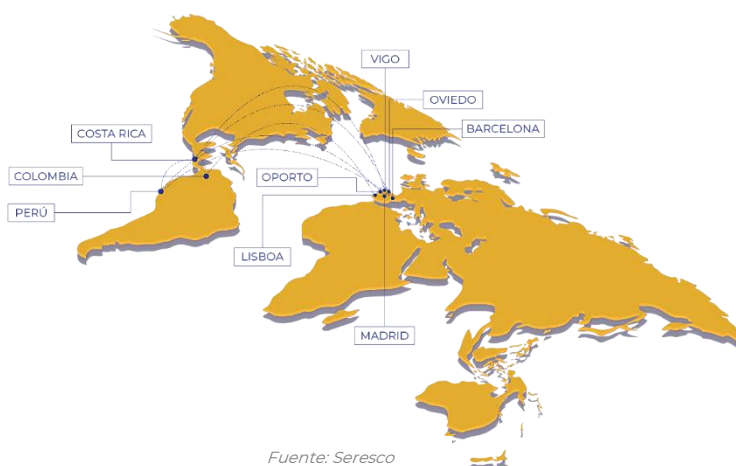 VIGO
OVIEDO
BARCELONA
COSTA RICA
COLOMBIA
OPORTO
PERÚ
LISBOA
MADRID
Fuente: Seresco